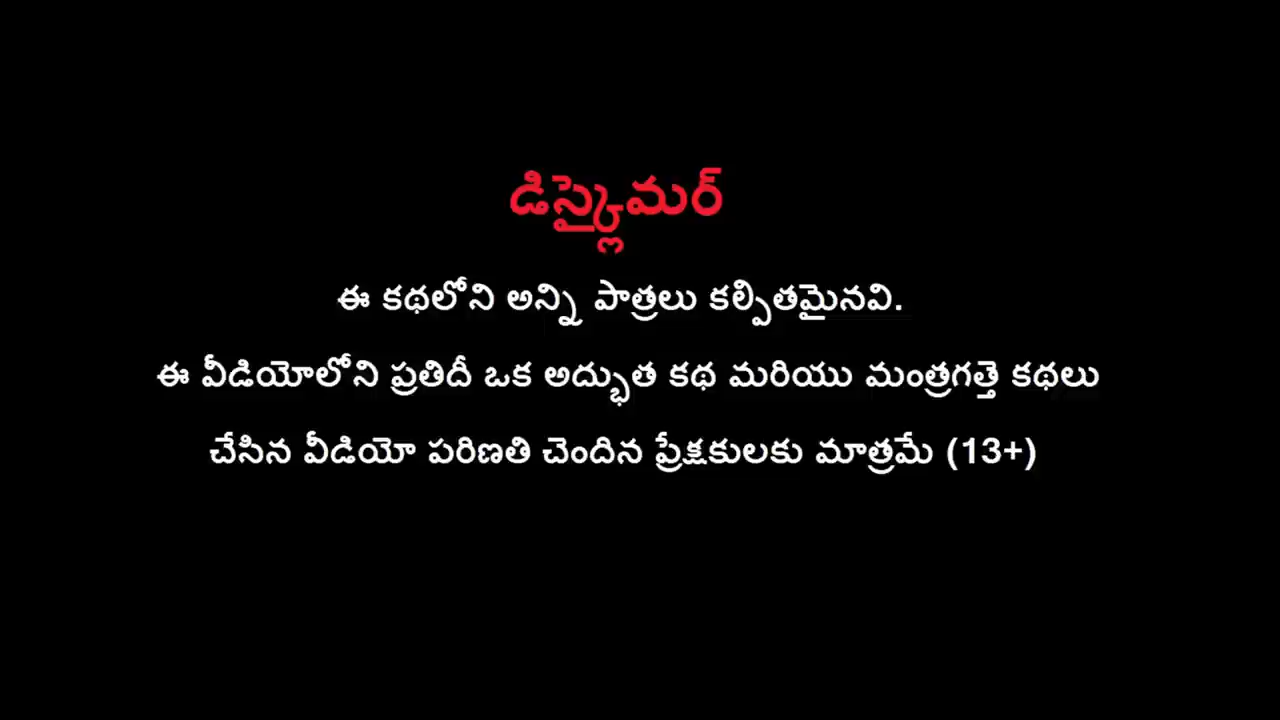 డిస్క్లైమర్
ఈ కథలోని అన్ని పాత్రలు కల్పితమైనవి.
ఈ వీడియోలోని ప్రతిదీ ఒక అద్భుత కథ మరియు మంత్రగత్తె కథలు
చేసిన వీడియో పరిణతి చెందిన ప్రేక్షకులకు మాత్రమే (13+)